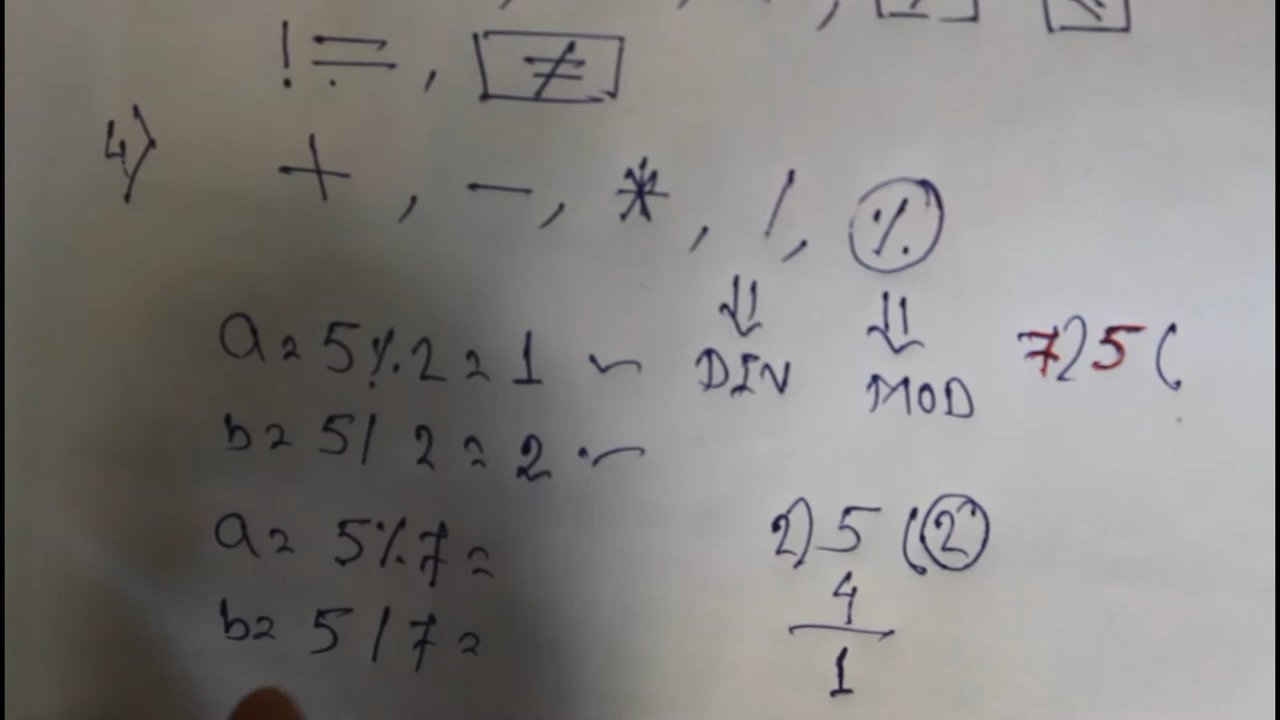 !=, ≠
4) +, -, *, /, %
⇓ ⇓
DIV MOD
a = 5 % 2 = 1
b = 5 / 2 = 2
a = 5 % 7 =
b = 5 / 7 =
7) 5 (
2) 5 ( 2
4
1